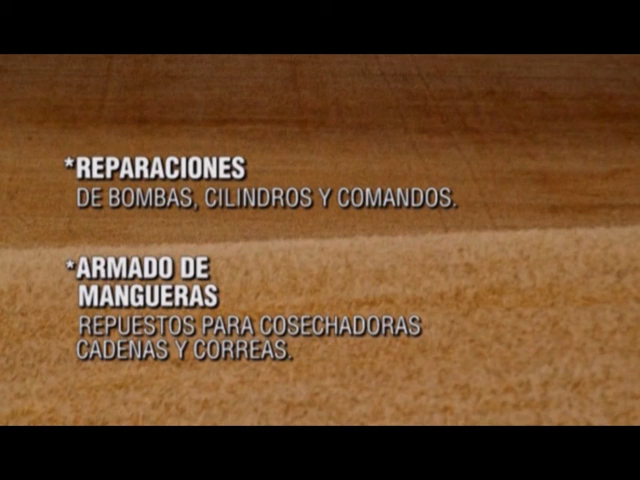 *REPARACIONES
DE BOMBAS, CILINDROS Y COMANDOS.
*ARMADO DE
MANGUERAS
REPUESTOS PARA COSECHADORAS
CADENAS Y CORREAS.